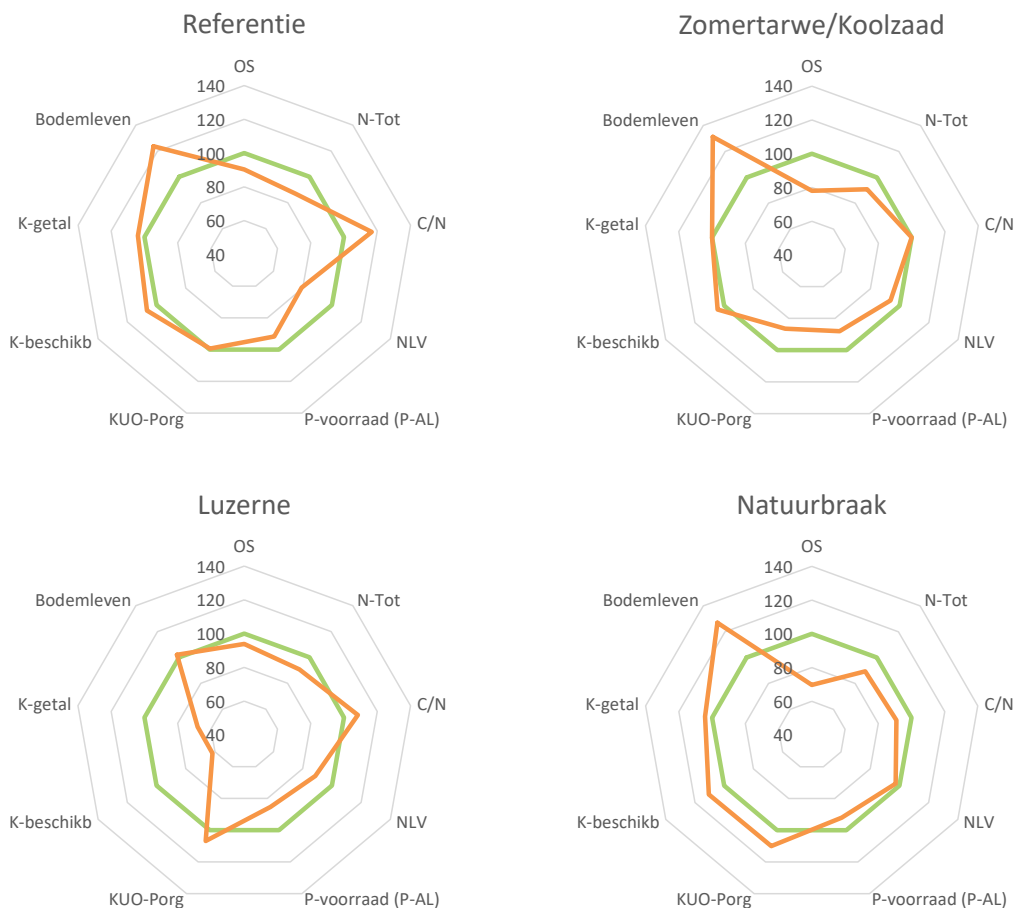 Referentie
OS
140
N-Tot
120
100
80
60
40
C/N
NLV
P-voorraad (P-AL)
KUO-Porg
K-beschikb
K-getal
Bodemleven
Zomertarwe/Koolzaad
OS
140
N-Tot
120
100
80
60
40
C/N
NLV
P-voorraad (P-AL)
KUO-Porg
K-beschikb
K-getal
Bodemleven
Luzerne
OS
140
N-Tot
120
100
80
60
40
C/N
NLV
P-voorraad (P-AL)
KUO-Porg
K-beschikb
K-getal
Bodemleven
Natuurbraak
OS
140
N-Tot
120
100
80
60
40
C/N
NLV
P-voorraad (P-AL)
KUO-Porg
K-beschikb
K-getal
Bodemleven